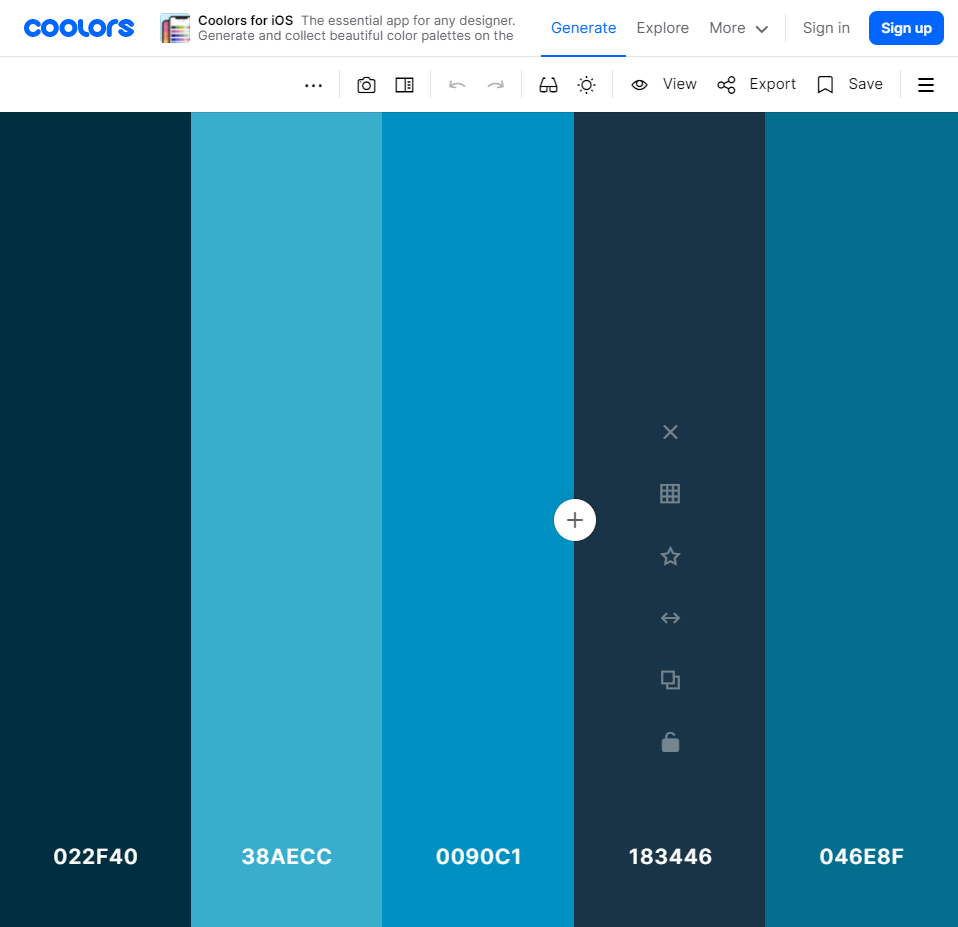 coolors
Coolors for iOS The essential app for any designer.
Generate and collect beautiful color palettes on the
Generate
Explore
More
Sign in
Sign up
View
Export
Save
022F40
38AECC
0090C1
183446
046E8F